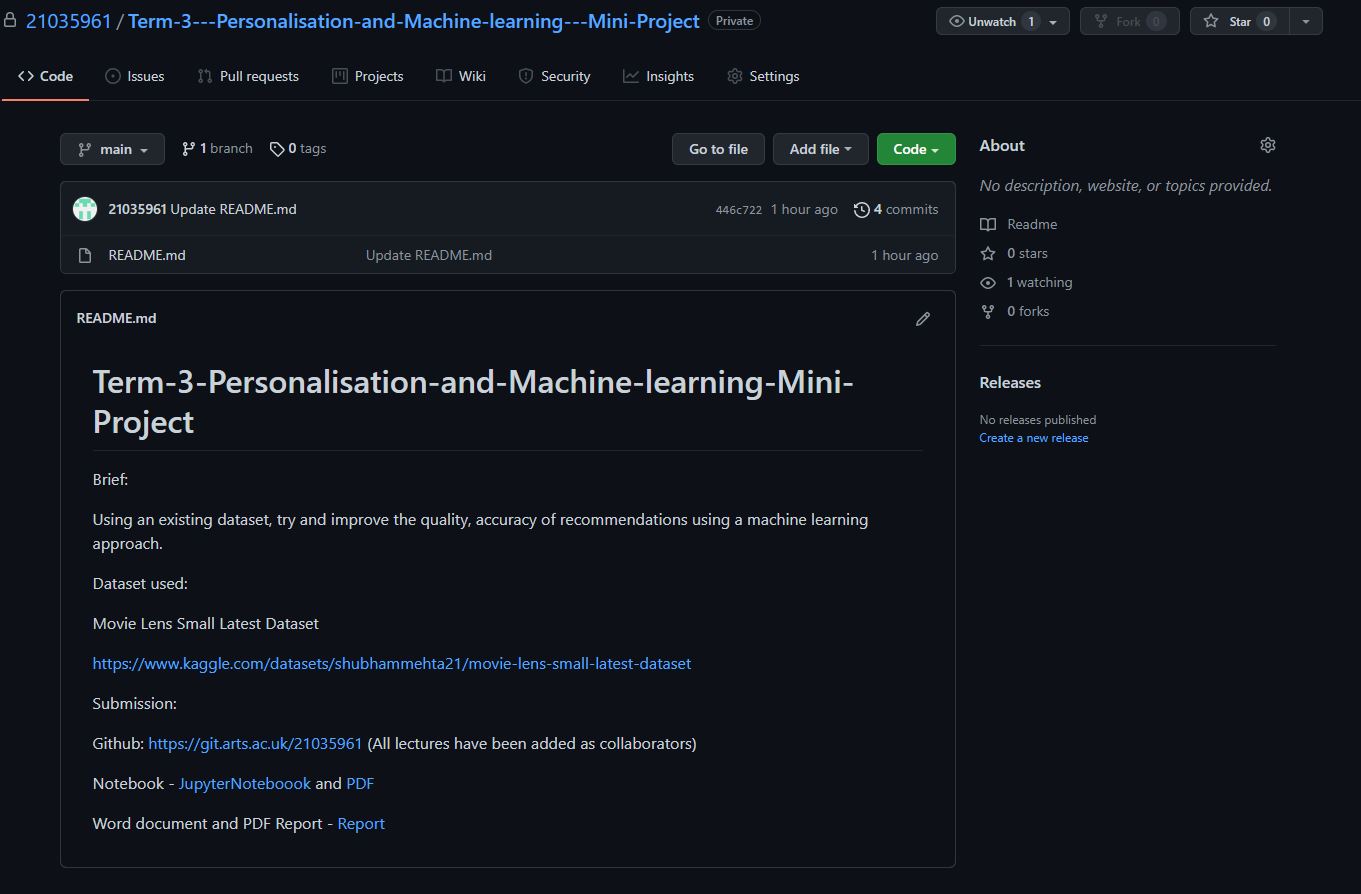 21035961 / Term-3---Personalisation-and-Machine-learning---Mini-Project Private
Unwatch 1 Fork 0 Star 0
Code Issues Pull requests Projects Wiki Security Insights Settings
main 1 branch 0 tags Go to file Add file Code
21035961 Update README.md 446c722 1 hour ago 4 commits
README.md Update README.md 1 hour ago
README.md
Term-3-Personalisation-and-Machine-learning-Mini-
Project
Brief:
Using an existing dataset, try and improve the quality, accuracy of recommendations using a machine learning
approach.
Dataset used:
Movie Lens Small Latest Dataset
https://www.kaggle.com/datasets/shubhammehta21/movie-lens-small-latest-dataset
Submission:
Github: https://git.arts.ac.uk/21035961 (All lectures have been added as collaborators)
Notebook - JupyterNoteboook and PDF
Word document and PDF Report - Report
About
No description, website, or topics provided.
Readme
0 stars
1 watching
0 forks
Releases
No releases published
Create a new release